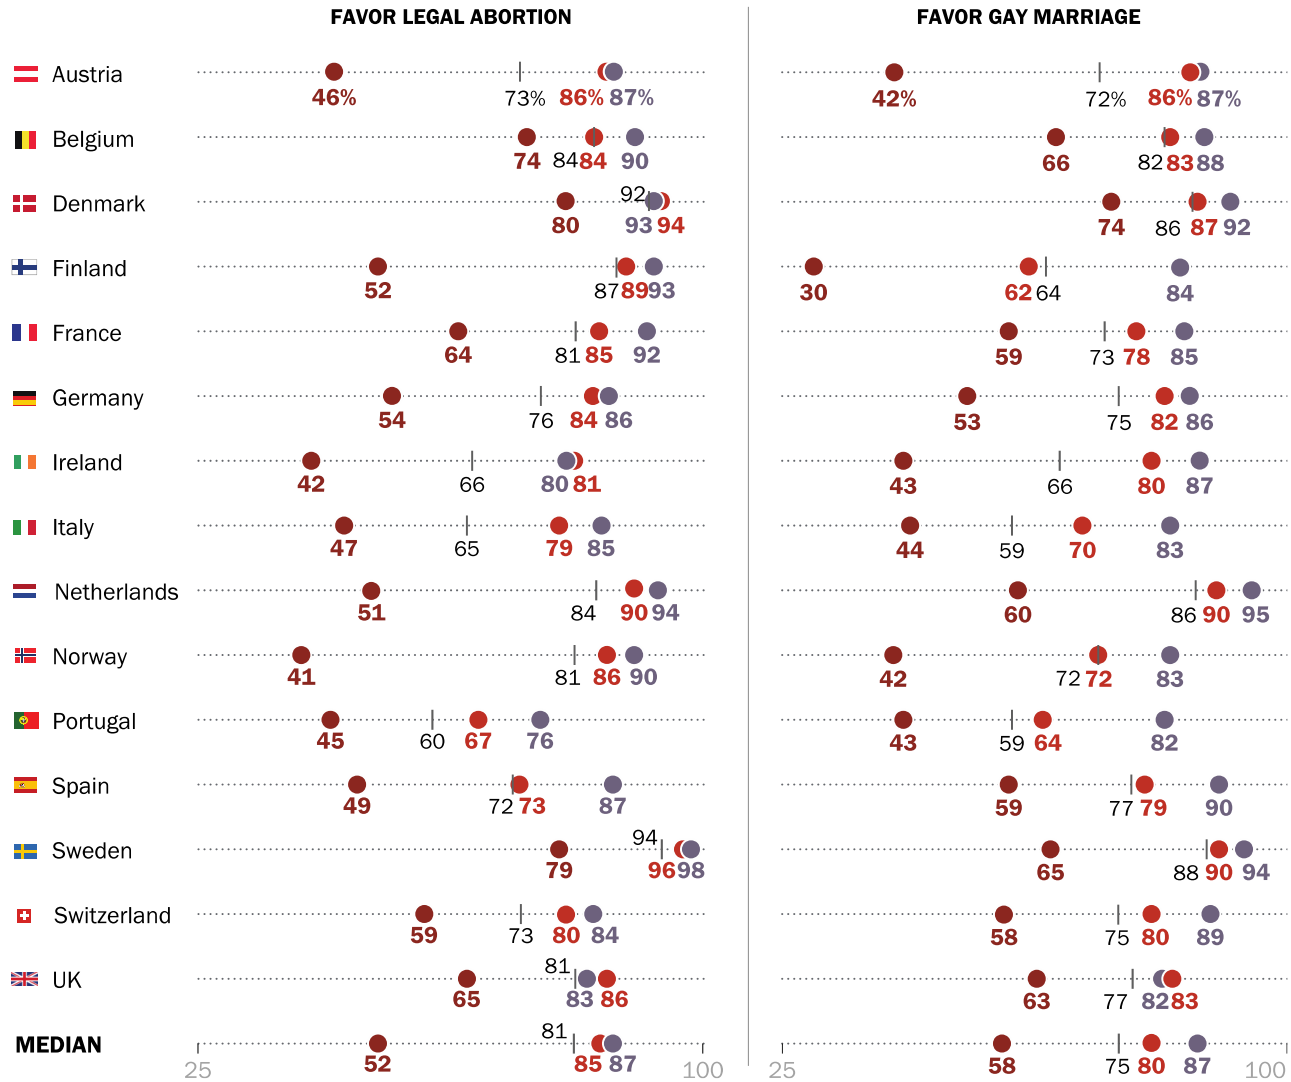 FAVOR LEGAL ABORTION FAVOR GAY MARRIAGE
Austria 46% 73% 86% 87% 42% 72% 86% 87%
Belgium 74 84 84 90 66 82 83 88
Denmark 80 92 93 94 74 86 87 92
Finland 52 87 89 93 30 62 64 84
France 64 81 85 92 59 73 78 85
Germany 54 76 84 86 53 75 82 86
Ireland 42 66 80 81 43 66 80 87
Italy 47 65 79 85 44 59 70 83
Netherlands 51 84 90 94 60 86 90 95
Norway 41 81 86 90 42 72 72 83
Portugal 45 60 67 76 43 59 64 82
Spain 49 72 73 87 59 77 79 90
Sweden 79 94 96 98 65 88 90 94
Switzerland 59 73 80 84 58 75 80 89
UK 65 81 83 86 63 77 82 83
MEDIAN 52 81 85 87 58 75 80 87
25 100 25 100